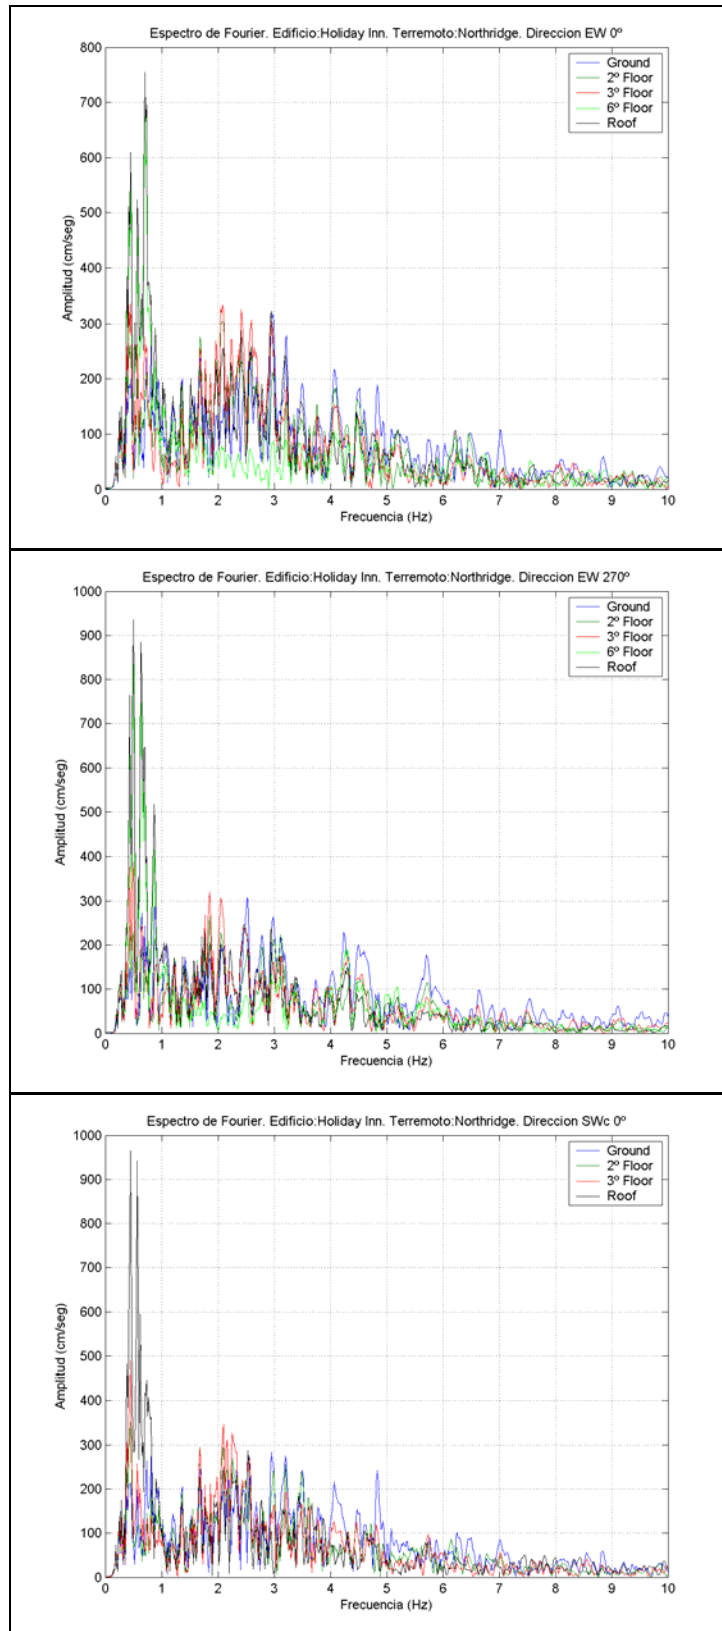 Espectro de Fourier. Edificio:Holiday Inn. Terremoto:Northridge. Direccion EW 0º
Amplitud (cm/seg)
800
700
600
500
400
300
200
100
0
Ground
2º Floor
3º Floor
6º Floor
Roof
0 1 2 3 4 5 6 7 8 9 10
Frecuencia (Hz)
Espectro de Fourier. Edificio:Holiday Inn. Terremoto:Northridge. Direccion EW 270º
Amplitud (cm/seg)
1000
900
800
700
600
500
400
300
200
100
0
Ground
2º Floor
3º Floor
6º Floor
Roof
0 1 2 3 4 5 6 7 8 9 10
Frecuencia (Hz)
Espectro de Fourier. Edificio:Holiday Inn. Terremoto:Northridge. Direccion SWc 0º
Amplitud (cm/seg)
1000
900
800
700
600
500
400
300
200
100
0
Ground
2º Floor
3º Floor
Roof
0 1 2 3 4 5 6 7 8 9 10
Frecuencia (Hz)